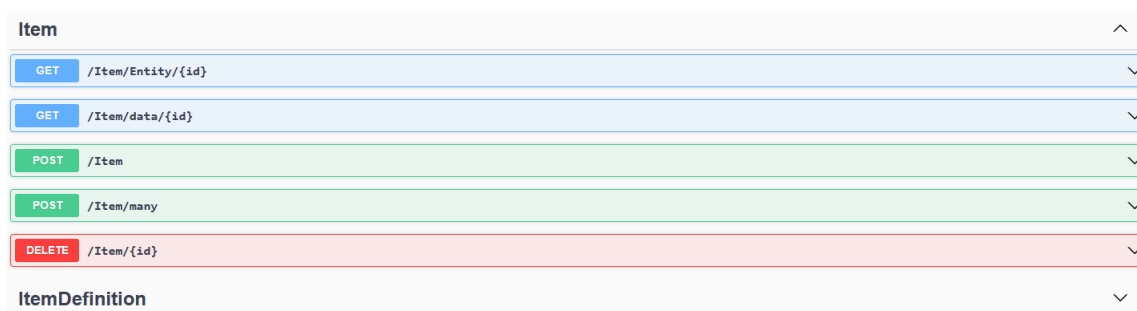 Item
GET /Item/Entity/{id}
GET /Item/data/{id}
POST /Item
POST /Item/many
DELETE /Item/{id}
ItemDefinition